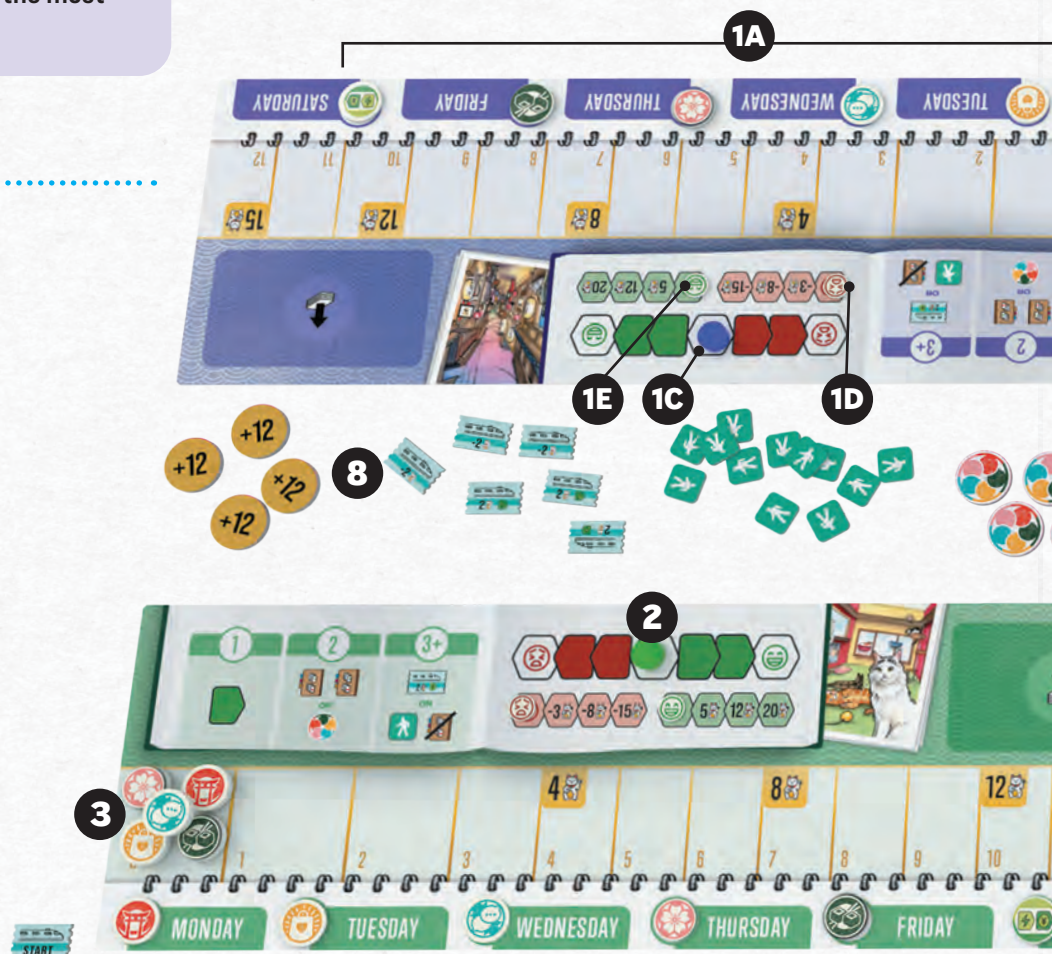 the most
1A
SATURDAY FRIDAY THURSDAY WEDNESDAY TUESDAY
12 11 10 9 8 7 6 5 4 3 2
15 12 8 4
20 12 5 -15 -8 -3
OR OR
3+ 2
1E 1C 1D
+12
+12
+12
+12
8
-2
-2
-2
2
2
2
2
1 2 3+
OR OR
-3 -8 -15 5 12 20
3
4 8 12
1 2 3 4 5 6 7 8 9 10
MONDAY TUESDAY WEDNESDAY THURSDAY FRIDAY
START